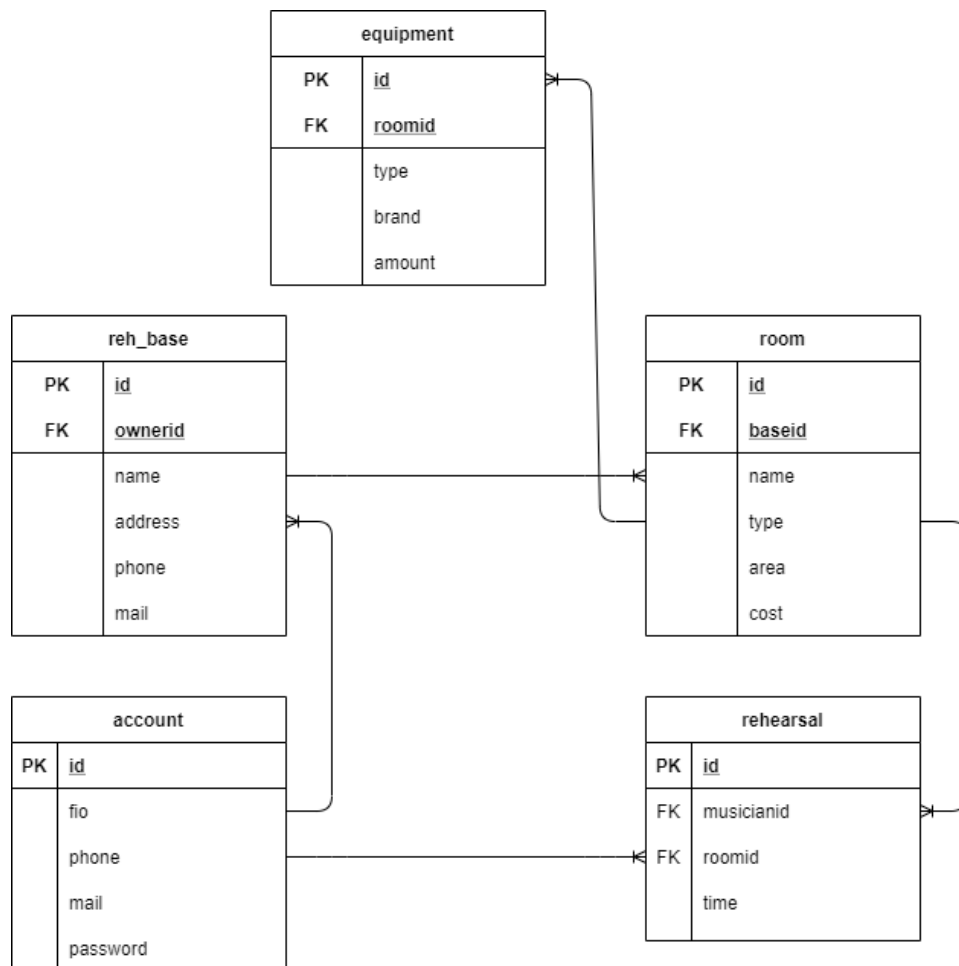 equipment
PK id
FK roomid
type
brand
amount
reh_base
PK id
FK ownerid
name
address
phone
mail
room
PK id
FK baseid
name
type
area
cost
account
PK id
fio
phone
mail
password
rehearsal
PK id
FK musicianid
FK roomid
time